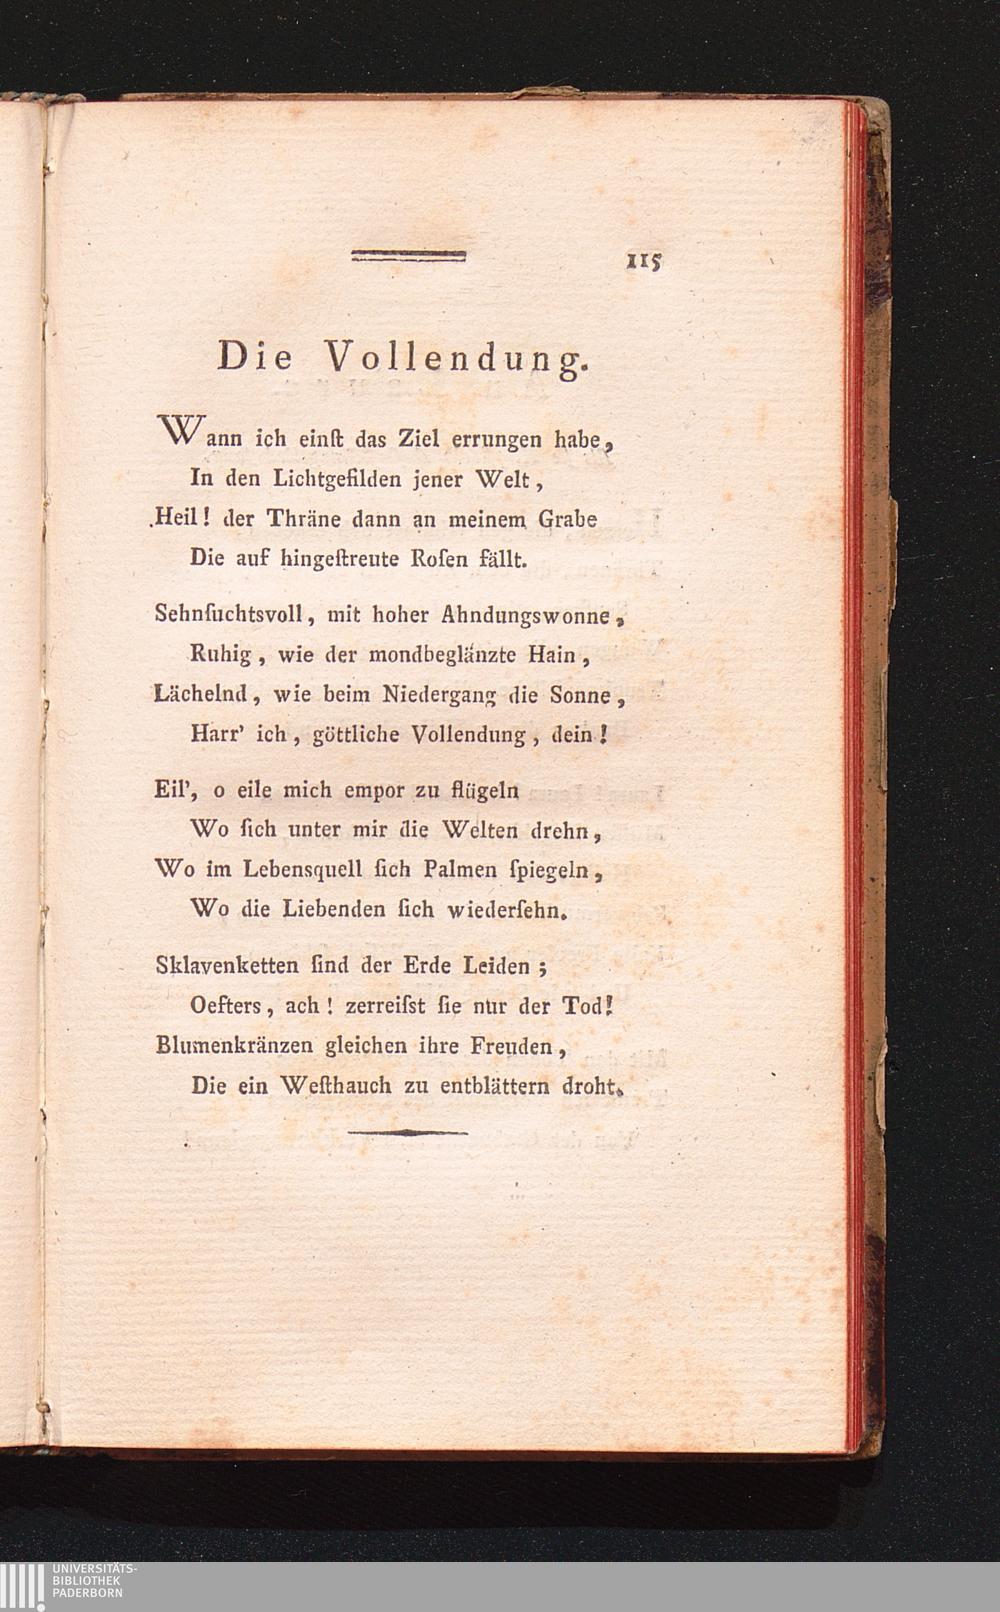 115
Die Vollendung.
Wann ich einſt das Ziel errungen habe,
In den Lichtgefilden jener Welt,
Heil! der Thräne dann an meinem Grabe
Die auf hingeſtreute Roſen fällt.
Sehnſuchtsvoll, mit hoher Ahndungswonne,
Ruhig, wie der mondbeglänzte Hain,
Lächelnd, wie beim Niedergang die Sonne,
Harr' ich, göttliche Vollendung, dein!
Eil', o eile mich empor zu flügeln
Wo ſich unter mir die Welten drehn,
Wo im Lebensquell ſich Palmen ſpiegeln,
Wo die Liebenden ſich wiederſehn.
Sklavenketten ſind der Erde Leiden;
Oefters, ach! zerreiſst ſie nur der Tod!
Blumenkränzen gleichen ihre Freuden,
Die ein Weſthauch zu entblättern droht.
UNIVERSITÄTS-
BIBLIOTHEK
PADERBORN